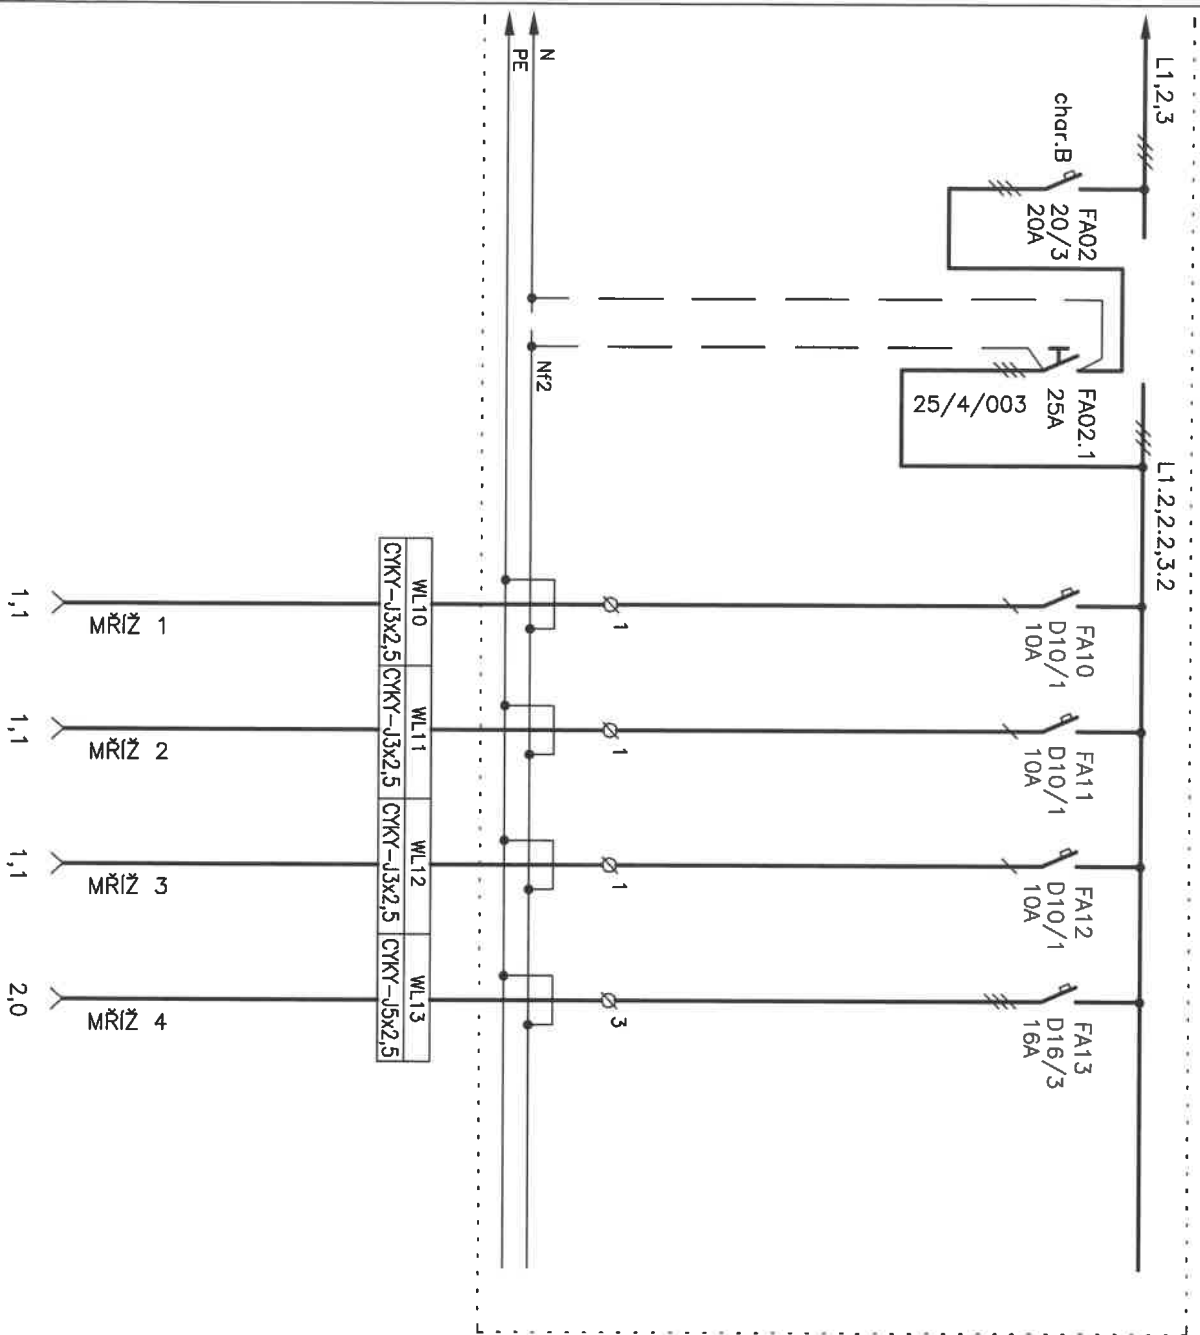 L1,2,3
char.B
FA02
20/3
20A
FA02.1
25A
25/4/003
L1.2,2.2,3.2
N
PE
Nf2
FA10
D10/1
10A
FA11
D10/1
10A
FA12
D10/1
10A
FA13
D16/3
16A
1
1
1
3
WL10
CYKY-J3x2,5
WL11
CYKY-J3x2,5
WL12
CYKY-J3x2,5
WL13
CYKY-J5x2,5
MŘÍŽ 1
MŘÍŽ 2
MŘÍŽ 3
MŘÍŽ 4
1,1
1,1
1,1
2,0